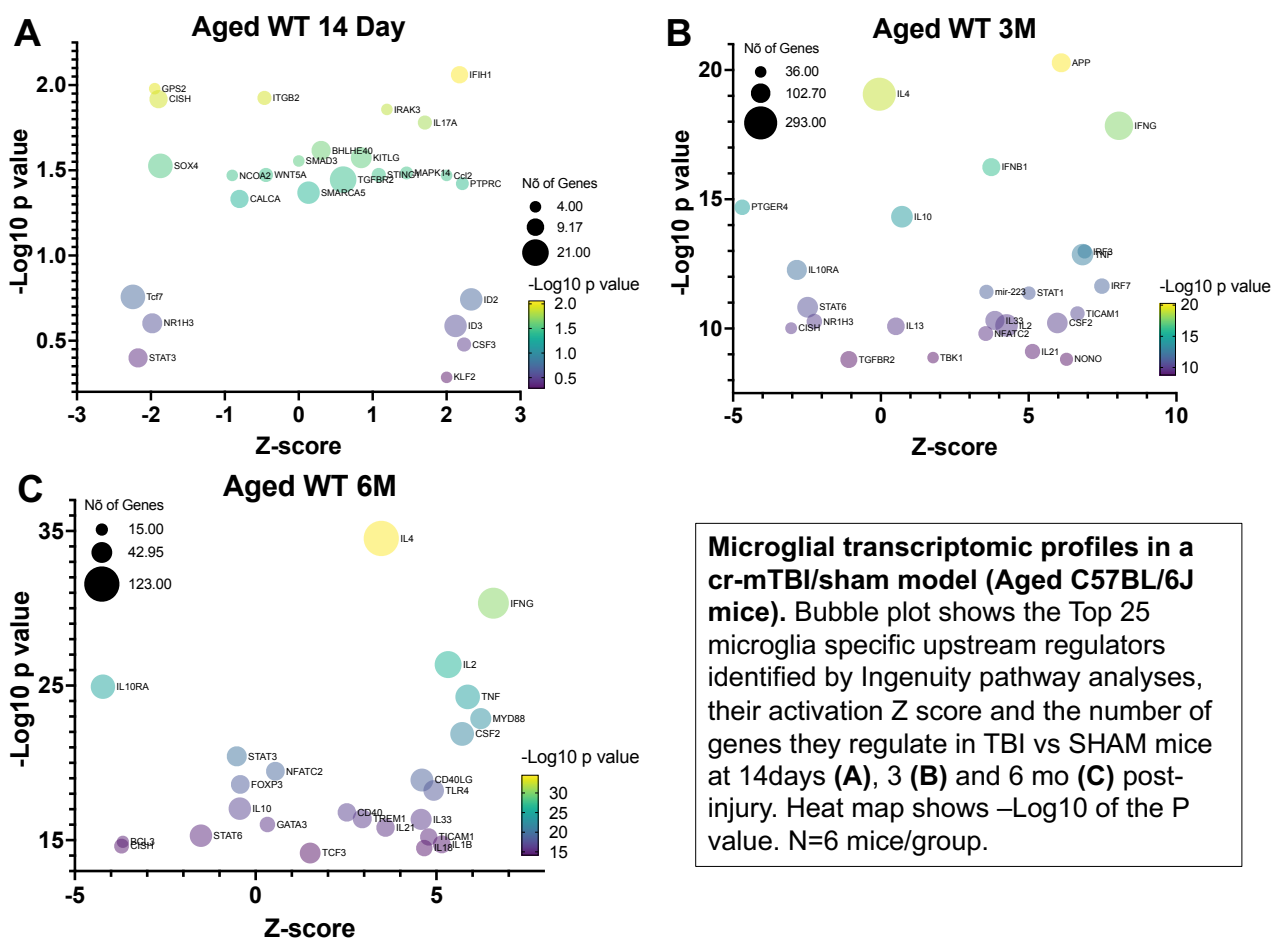 A
Aged WT 14 Day
-Log10 p value
2.0
1.5
1.0
0.5
-3
-2
-1
0
1
2
3
Z-score
GPS2
CISH
ITGB2
IFIH1
IRAK3
IL17A
SOX4
BHLHE40
SMAD3
KITLG
NCOA2
WNT5A
TGFBR2
STING1
MAPK14
Ccl2
PTPRC
CALCA
SMARCA5
Tcf7
NR1H3
STAT3
ID2
ID3
CSF3
KLF2
Nõ of Genes
4.00
9.17
21.00
-Log10 p value
2.0
1.5
1.0
0.5
B
Aged WT 3M
-Log10 p value
20
15
10
-5
0
5
10
Z-score
Nõ of Genes
36.00
102.70
293.00
APP
IL4
IFNG
IFNB1
PTGER4
IL10
IRF3
TNF
IL10RA
mir-223
STAT1
IRF7
STAT6
NR1H3
CISH
IL13
IL33
IL2
NFATC2
CSF2
TICAM1
TGFBR2
TBK1
IL21
NONO
-Log10 p value
20
15
10
C
Aged WT 6M
-Log10 p value
35
25
15
-5
0
5
Z-score
Nõ of Genes
15.00
42.95
123.00
IL4
IFNG
IL2
IL10RA
TNF
MYD88
CSF2
STAT3
NFATC2
FOXP3
CD40LG
TLR4
IL10
GATA3
CD40
TREM1
IL21
IL33
STAT6
TICAM1
IL1B
IL18
BCL3
CISH
TCF3
-Log10 p value
30
25
20
15
Microglial transcriptomic profiles in a
cr-mTBI/sham model (Aged C57BL/6J
mice). Bubble plot shows the Top 25
microglia specific upstream regulators
identified by Ingenuity pathway analyses,
their activation Z score and the number of
genes they regulate in TBI vs SHAM mice
at 14days (A), 3 (B) and 6 mo (C) post-
injury. Heat map shows –Log10 of the P
value. N=6 mice/group.